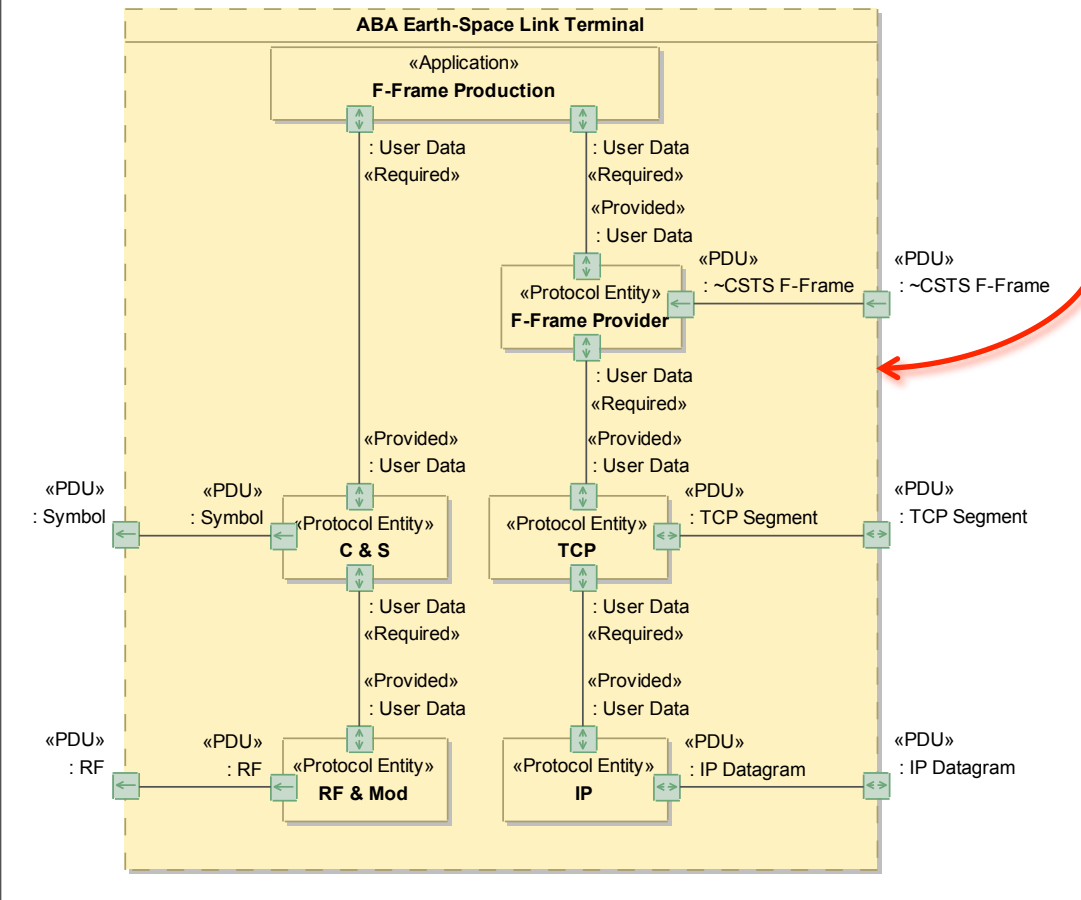 ABA Earth-Space Link Terminal
«Application»
F-Frame Production
: User Data
«Required»
: User Data
«Required»
«Provided»
: User Data
«PDU»
: ~CSTS F-Frame
«PDU»
: ~CSTS F-Frame
«Protocol Entity»
F-Frame Provider
: User Data
«Required»
«Provided»
: User Data
«Provided»
: User Data
«PDU»
: Symbol
«PDU»
: Symbol
«Protocol Entity»
C & S
«Protocol Entity»
TCP
«PDU»
: TCP Segment
«PDU»
: TCP Segment
: User Data
«Required»
: User Data
«Required»
«Provided»
: User Data
«Provided»
: User Data
«PDU»
: RF
«PDU»
: RF
«Protocol Entity»
RF & Mod
«Protocol Entity»
IP
«PDU»
: IP Datagram
«PDU»
: IP Datagram